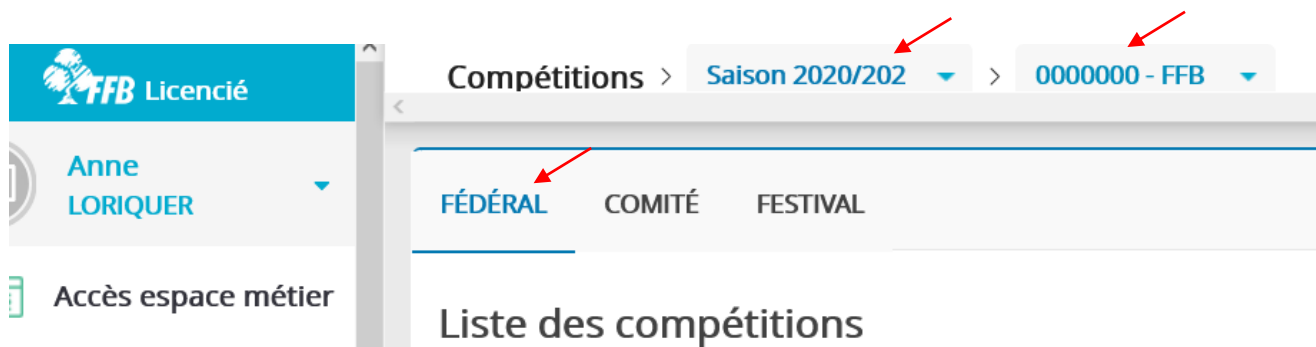 FFB Licencié
Compétitions > Saison 2020/202 > 0000000 - FFB
Anne
LORIQUER
FÉDÉRAL COMITÉ FESTIVAL
Accès espace métier
Liste des compétitions